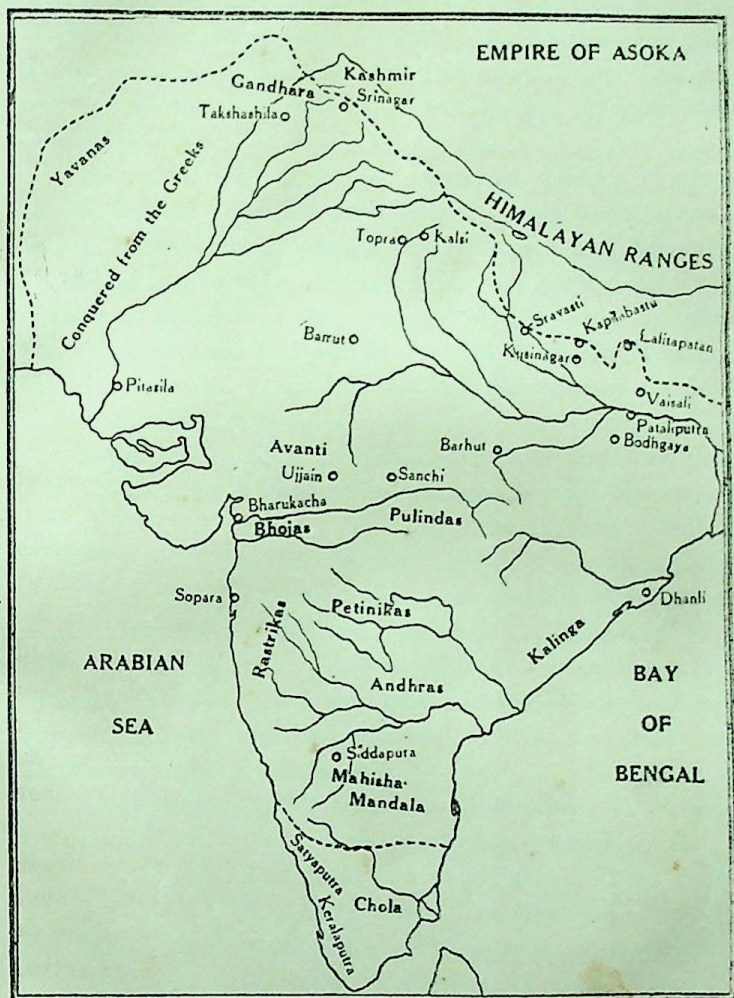 EMPIRE OF ASOKA
Kashmir
Gandhara
Srinagar
Takshashila
Yavanas
Conquered from the Greeks
HIMALAYAN RANGES
Topra
Kalsi
Sravasti
Kapilabastu
Barrut
Lalitapatan
Kusinagar
Pitasila
Vaisali
Pataliputra
Bodhgaya
Avanti
Barhut
Ujjain
Sanchi
Bharukacha
Pulindas
Bhojas
Sopara
Dhanli
Petinikas
Rastrikas
Kalinga
ARABIAN
SEA
Andhras
BAY
OF
BENGAL
Siddapura
Mahisha-
Mandala
Satyaputra
Keralaputra
Chola